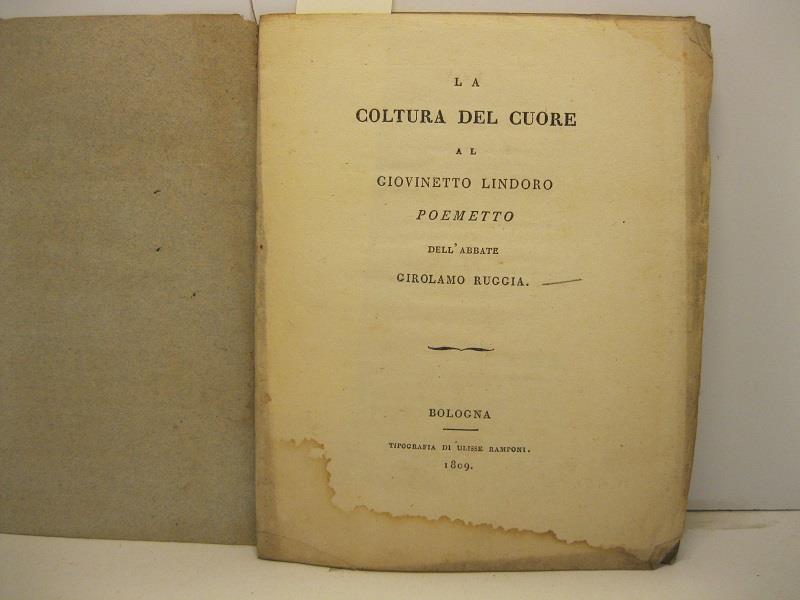 LA
COLTURA DEL CUORE
AL
GIOVINETTO LINDORO
POEMETTO
DELL'ABBATE
GIROLAMO RUGGIA.
BOLOGNA
TIPOGRAFIA DI ULISSE RAMPONI.
1809.